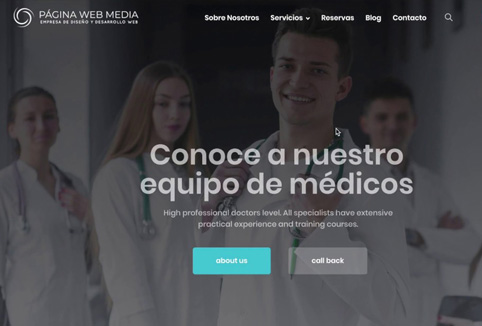 PÁGINA WEB MEDIA
EMPRESA DE DISEÑO Y DESARROLLO WEB
Sobre Nosotros Servicios Reservas Blog Contacto
Conoce a nuestro
equipo de médicos
High professional doctors level. All specialists have extensive
practical experience and training courses.
about us call back